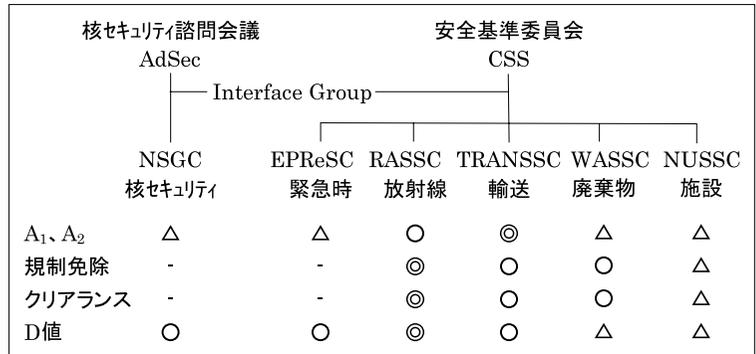 核セキュリティ諮問会議 安全基準委員会
AdSec CSS
Interface Group
NSGC EPReSC RASSC TRANSSC WASSC NUSSC
核セキュリティ 緊急時 放射線 輸送 廃棄物 施設
A₁、A₂ △ △ ○ ◎ △ △
規制免除 - - ◎ ○ ○ △
クリアランス - - ◎ ○ ○ △
D値 ○ ○ ◎ ○ △ △